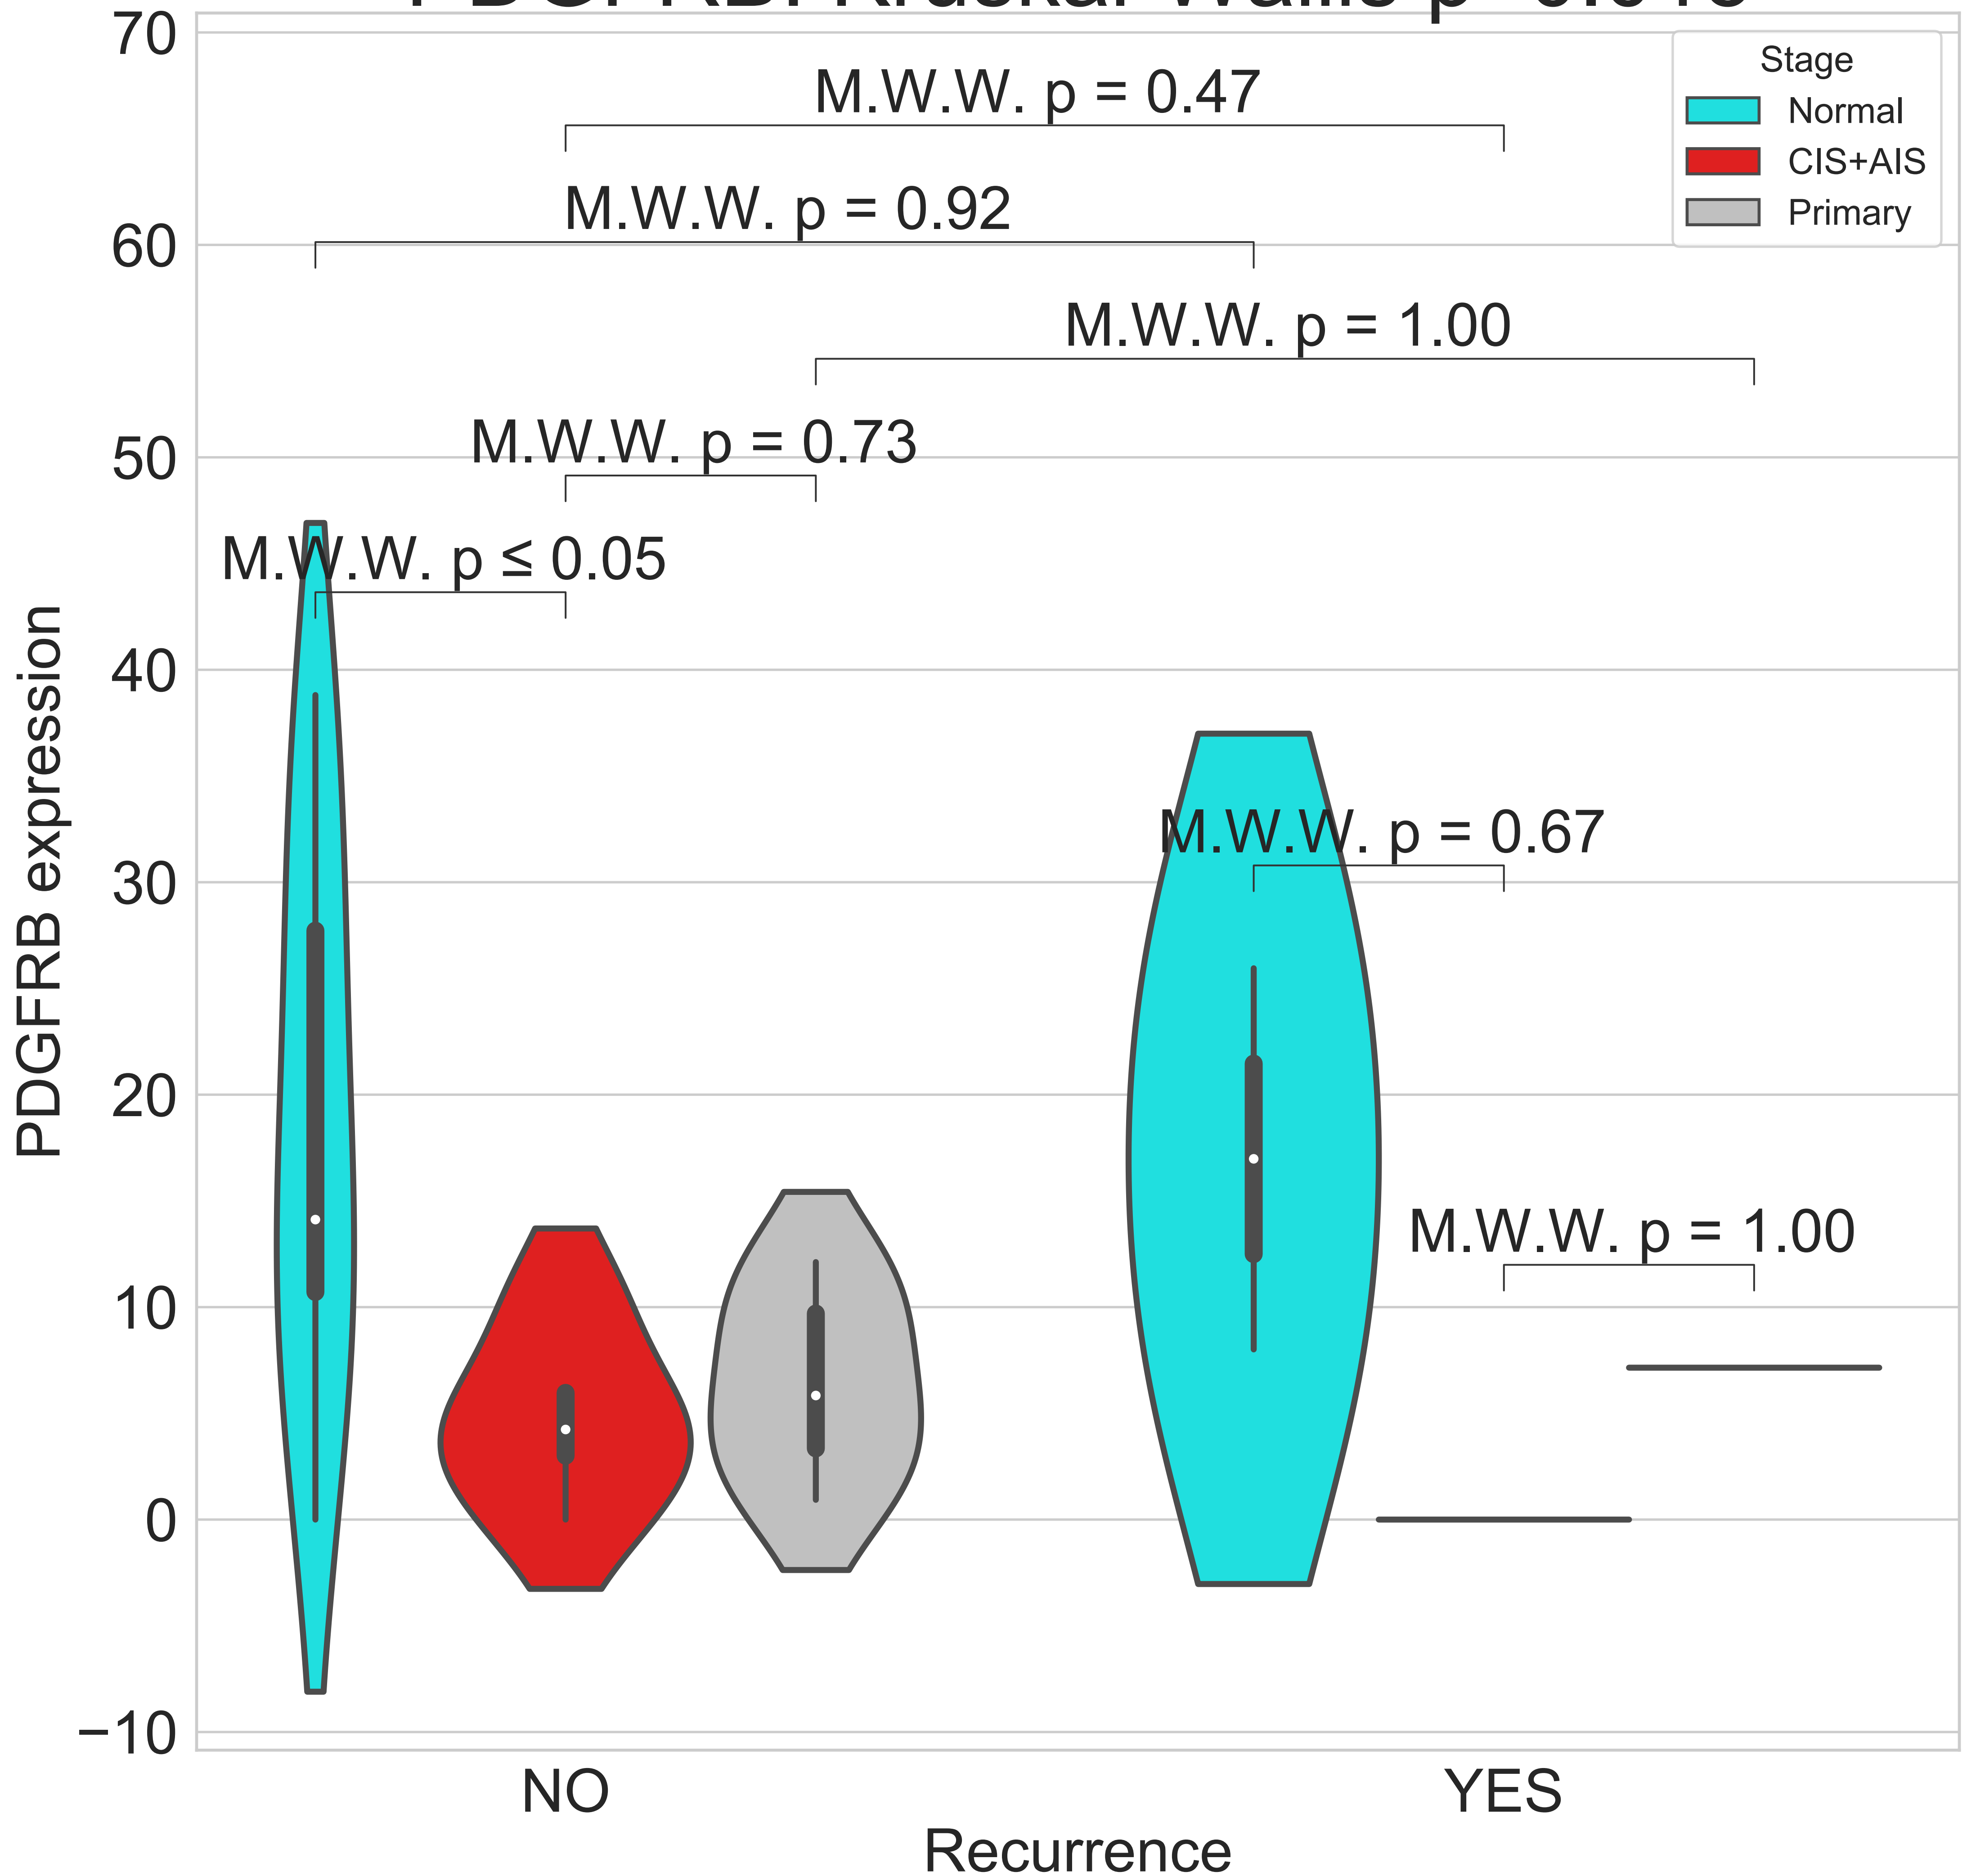 70
60
50
40
30
20
10
0
−10
PDGFRB expression
Stage
Normal
CIS+AIS
Primary
M.W.W. p = 0.47
M.W.W. p = 0.92
M.W.W. p = 1.00
M.W.W. p = 0.73
M.W.W. p ≤ 0.05
M.W.W. p = 0.67
M.W.W. p = 1.00
NO
YES
Recurrence